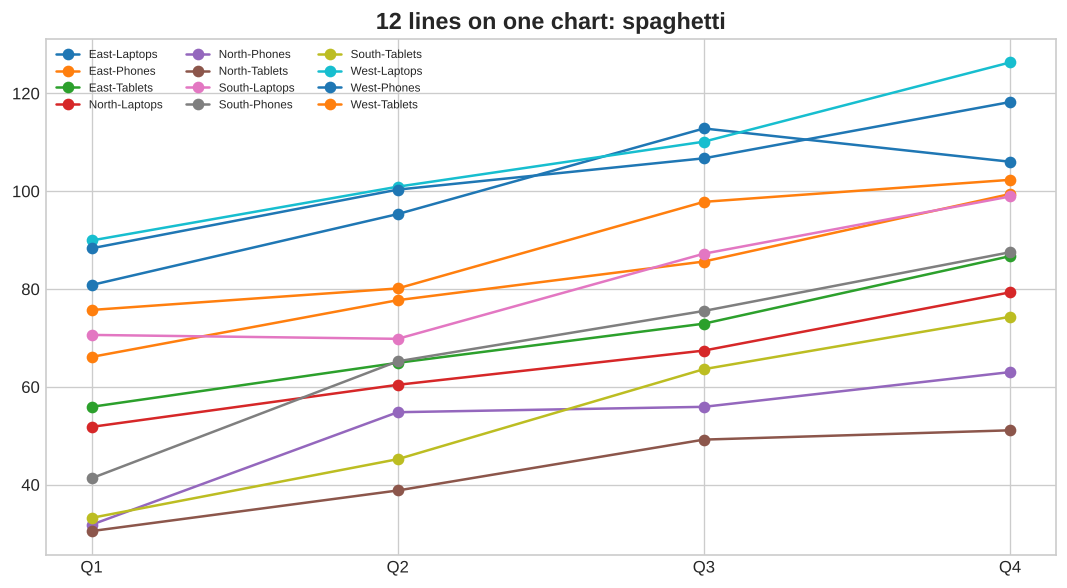 12 lines on one chart: spaghetti
East-Laptops
East-Phones
East-Tablets
North-Laptops
North-Phones
North-Tablets
South-Laptops
South-Phones
South-Tablets
West-Laptops
West-Phones
West-Tablets
120
100
80
60
40
Q1 Q2 Q3 Q4